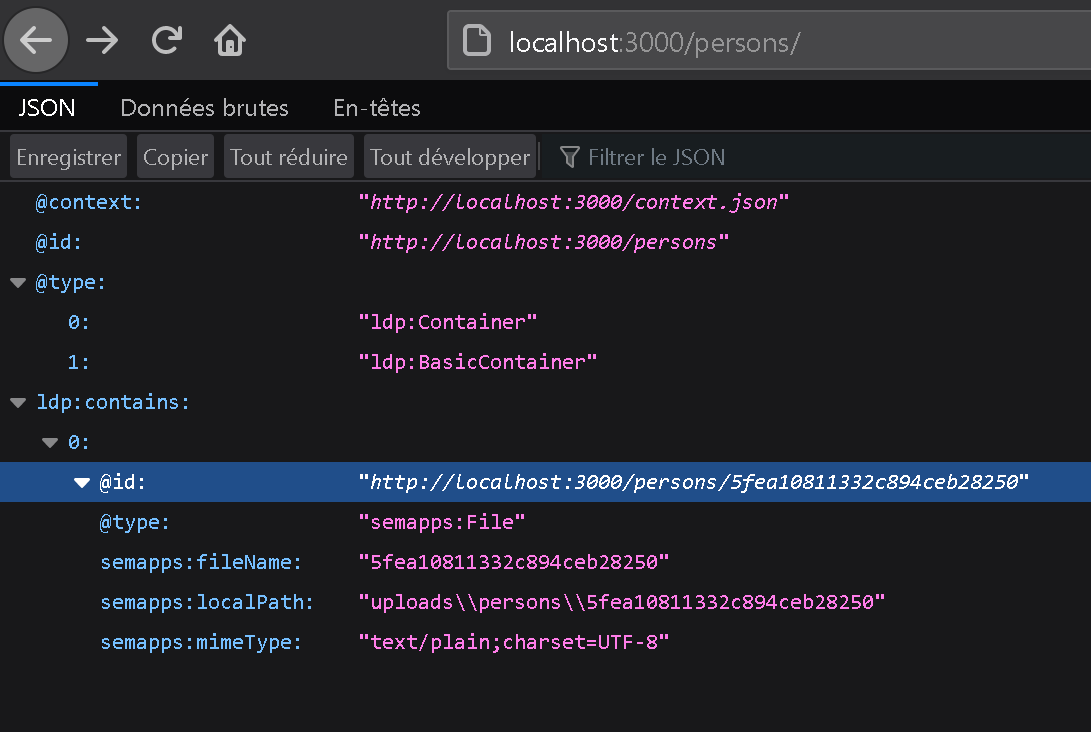 localhost:3000/persons/
JSON Données brutes En-têtes
Enregistrer Copier Tout réduire Tout développer Filtrer le JSON
@context: "http://localhost:3000/context.json"
@id: "http://localhost:3000/persons"
@type:
0: "ldp:Container"
1: "ldp:BasicContainer"
ldp:contains:
0:
@id: "http://localhost:3000/persons/5fea10811332c894ceb28250"
@type: "semapps:File"
semapps:fileName: "5fea10811332c894ceb28250"
semapps:localPath: "uploads\\persons\\5fea10811332c894ceb28250"
semapps:mimeType: "text/plain;charset=UTF-8"